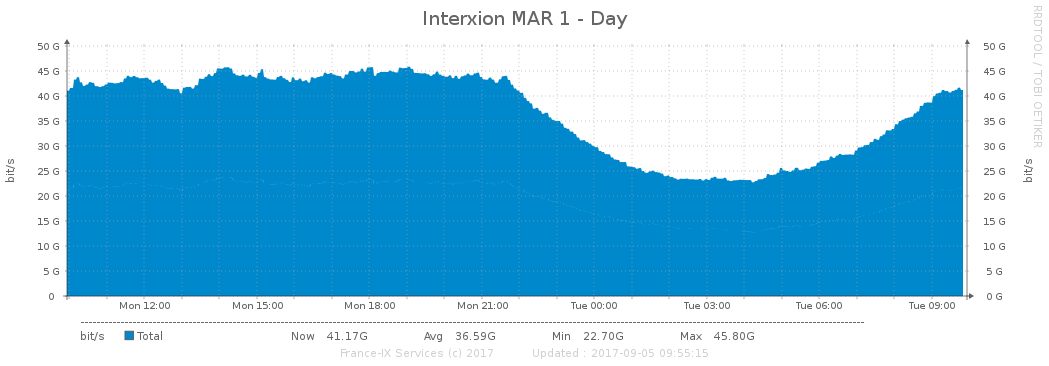 Interxion MAR 1 - Day
RRDTOOL / TOBI OETIKER
50 G 50 G
45 G 45 G
40 G 40 G
35 G 35 G
30 G 30 G
25 G 25 G
20 G 20 G
15 G 15 G
10 G 10 G
5 G 5 G
0 0 G
bit/s bit/s
Mon 12:00 Mon 15:00 Mon 18:00 Mon 21:00 Tue 00:00 Tue 03:00 Tue 06:00 Tue 09:00
bit/s Total Now 41.17G Avg 36.59G Min 22.70G Max 45.80G
France-IX Services (c) 2017 Updated : 2017-09-05 09:55:15